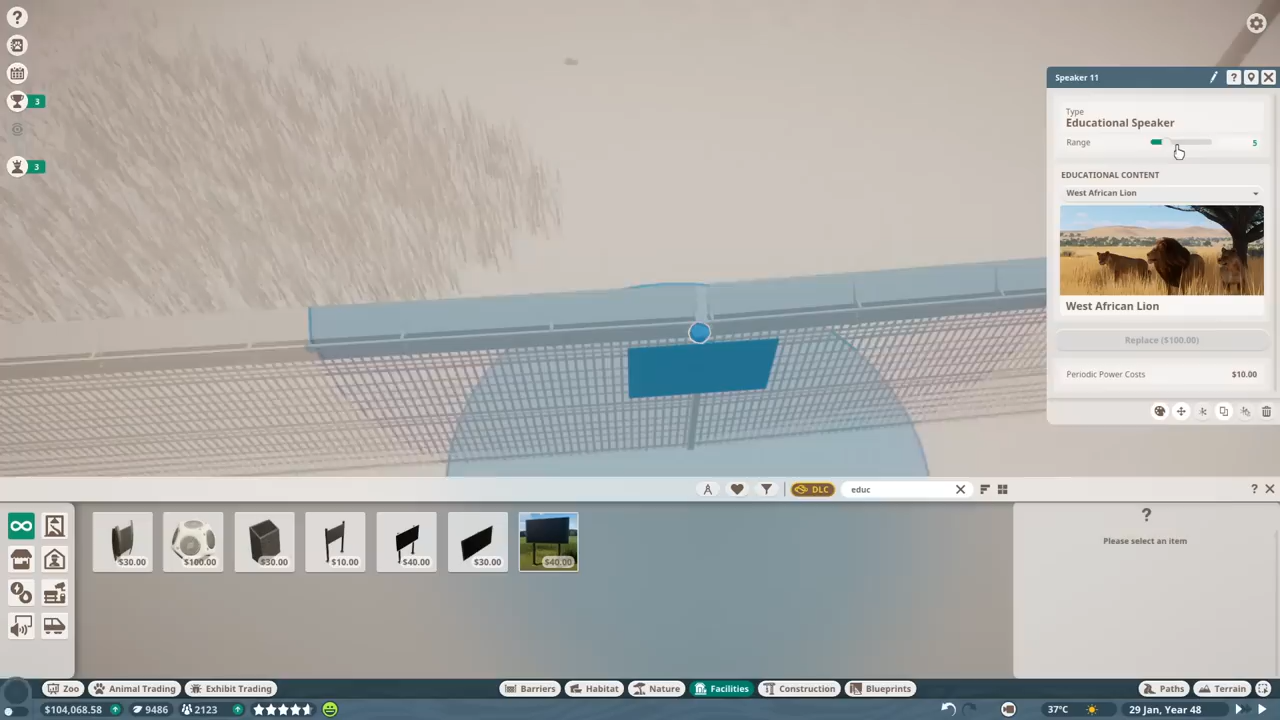 ?
3
3
Speaker 11
?
Type
Educational Speaker
Range 5
EDUCATIONAL CONTENT
West African Lion
West African Lion
Replace ($100.00)
Periodic Power Costs $10.00
DLC educ ?
$30.00 $100.00 $30.00 $10.00 $40.00 $30.00 $40.00
?
Please select an item
Zoo Animal Trading Exhibit Trading Barriers Habitat Nature Facilities Construction Blueprints Paths Terrain
$104,068.58 9486 2123 37°C 29 Jan, Year 48